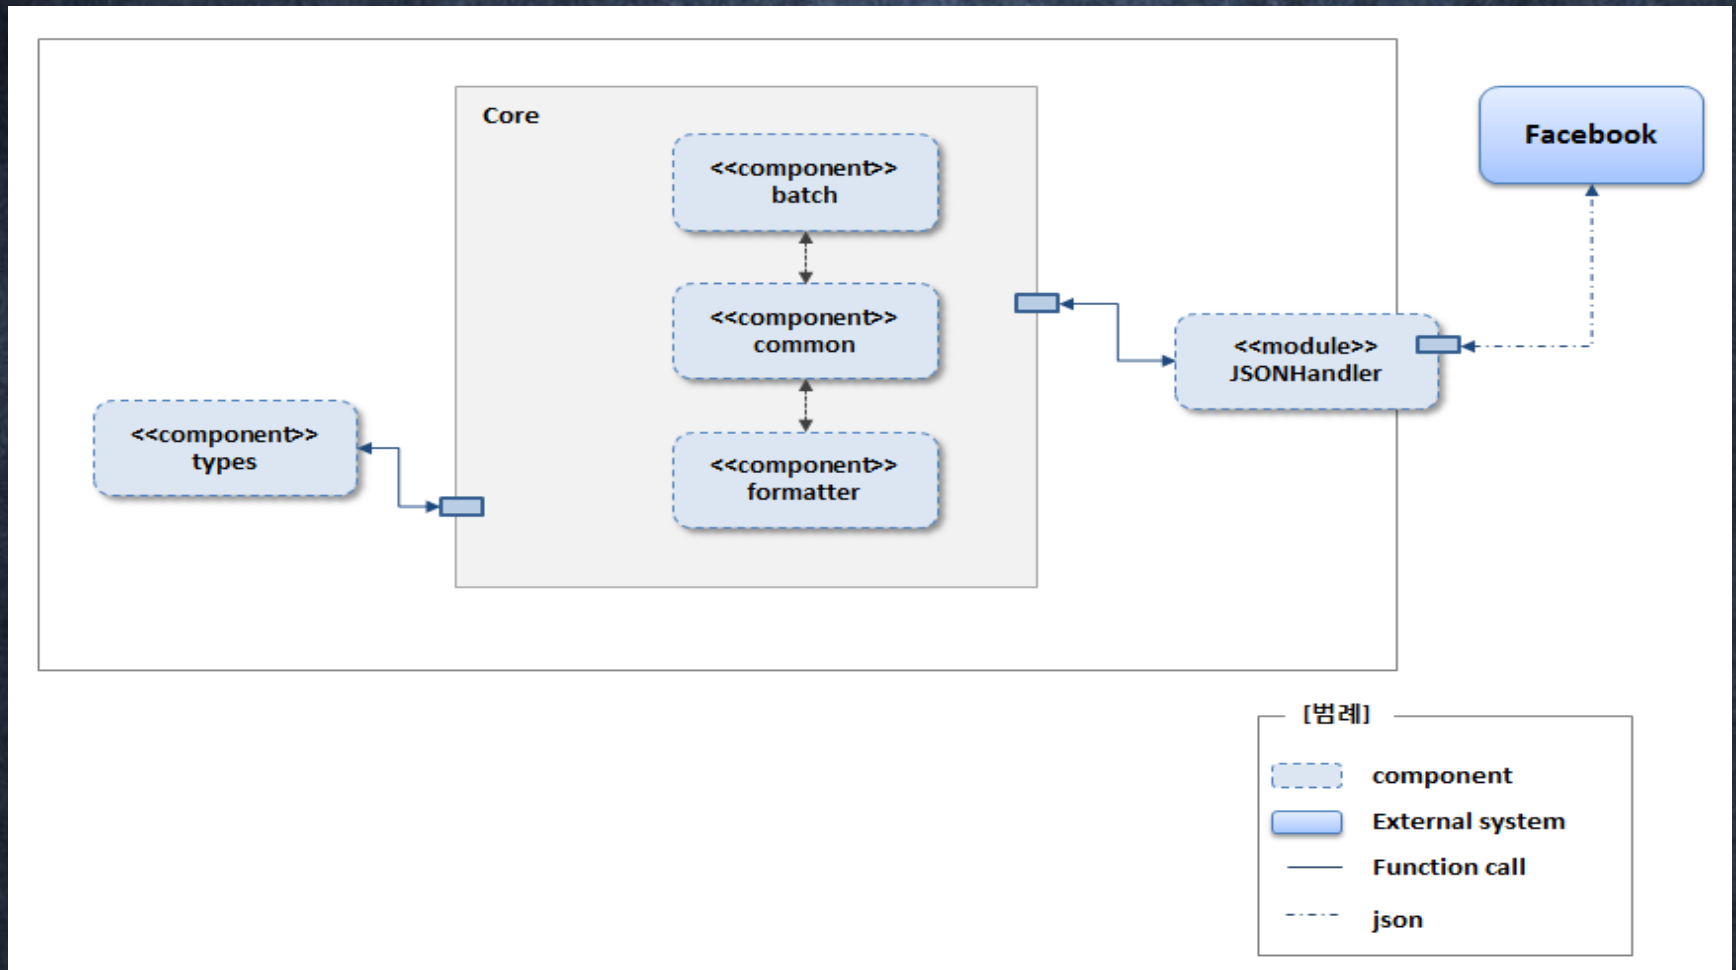 Core
<<component>>
batch
<<component>>
common
<<component>>
formatter
<<component>>
types
<<module>>
JSONHandler
Facebook
[범례]
component
External system
Function call
json